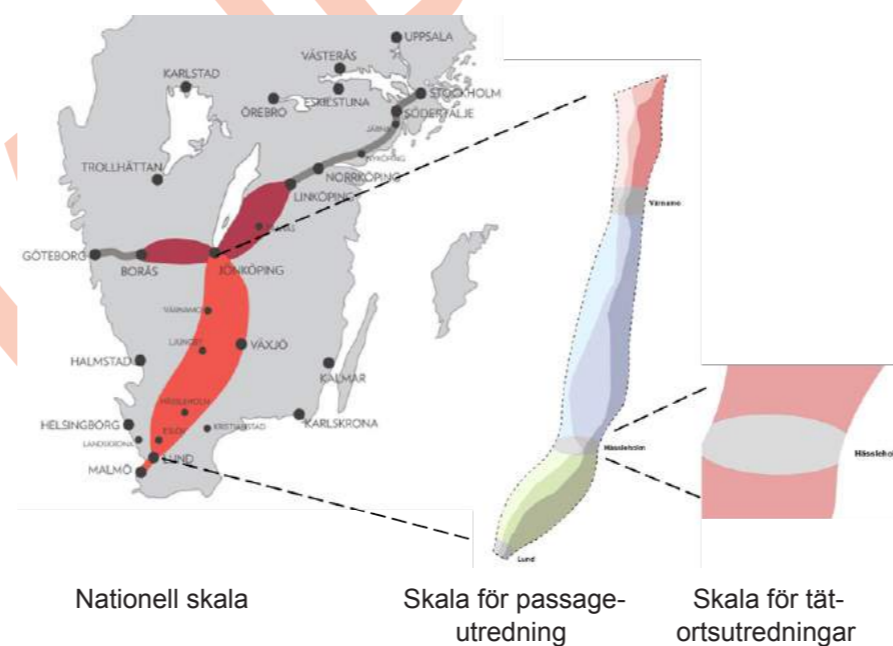 UPPSALA
VÄSTERÅS
KARLSTAD
STOCKHOLM
ESKILSTUNA
ÖREBRO
SÖDERTÄLJE
JÄRNA
NYKÖPING
TROLLHÄTTAN
NORRKÖPING
LINKÖPING
GÖTEBORG
BORÅS
JÖNKÖPING
VÄRNAMO
LJUNGBY
VÄXJÖ
HALMSTAD
KALMAR
HÄSSLEHOLM
HELSINGBORG
KRISTIANSTAD
KARLSKRONA
LANDSKRONA
ESLÖV
LUND
MALMÖ
Värnamo
Hässleholm
Lund
Nationell skala
Skala för passage-
utredning
Skala för tät-
ortsutredningar